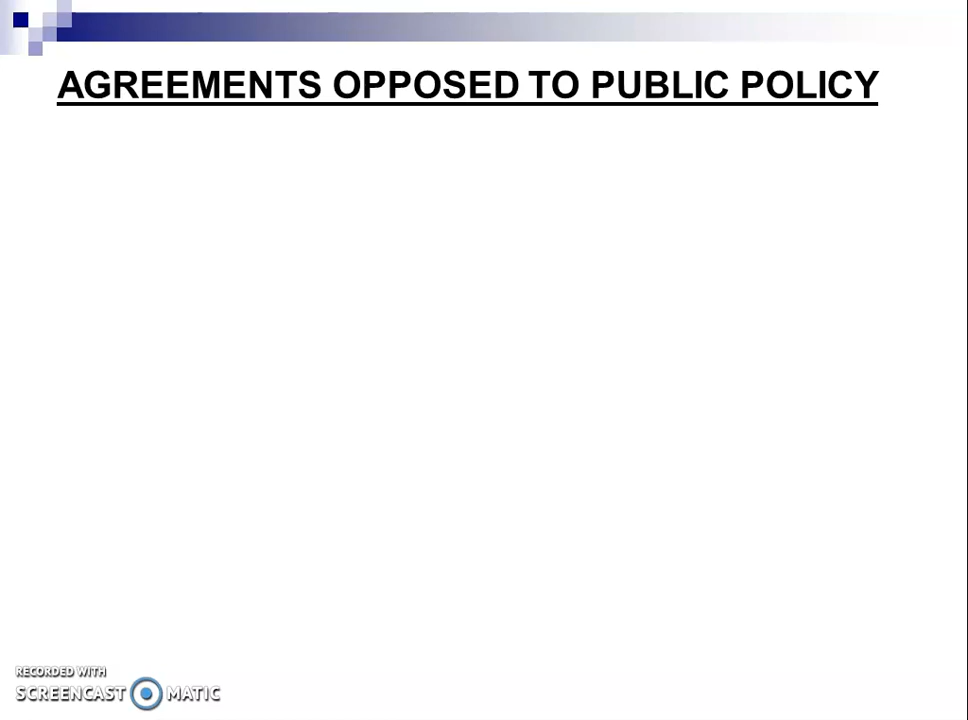 AGREEMENTS OPPOSED TO PUBLIC POLICY
RECORDED WITH
SCREENCAST MATIC